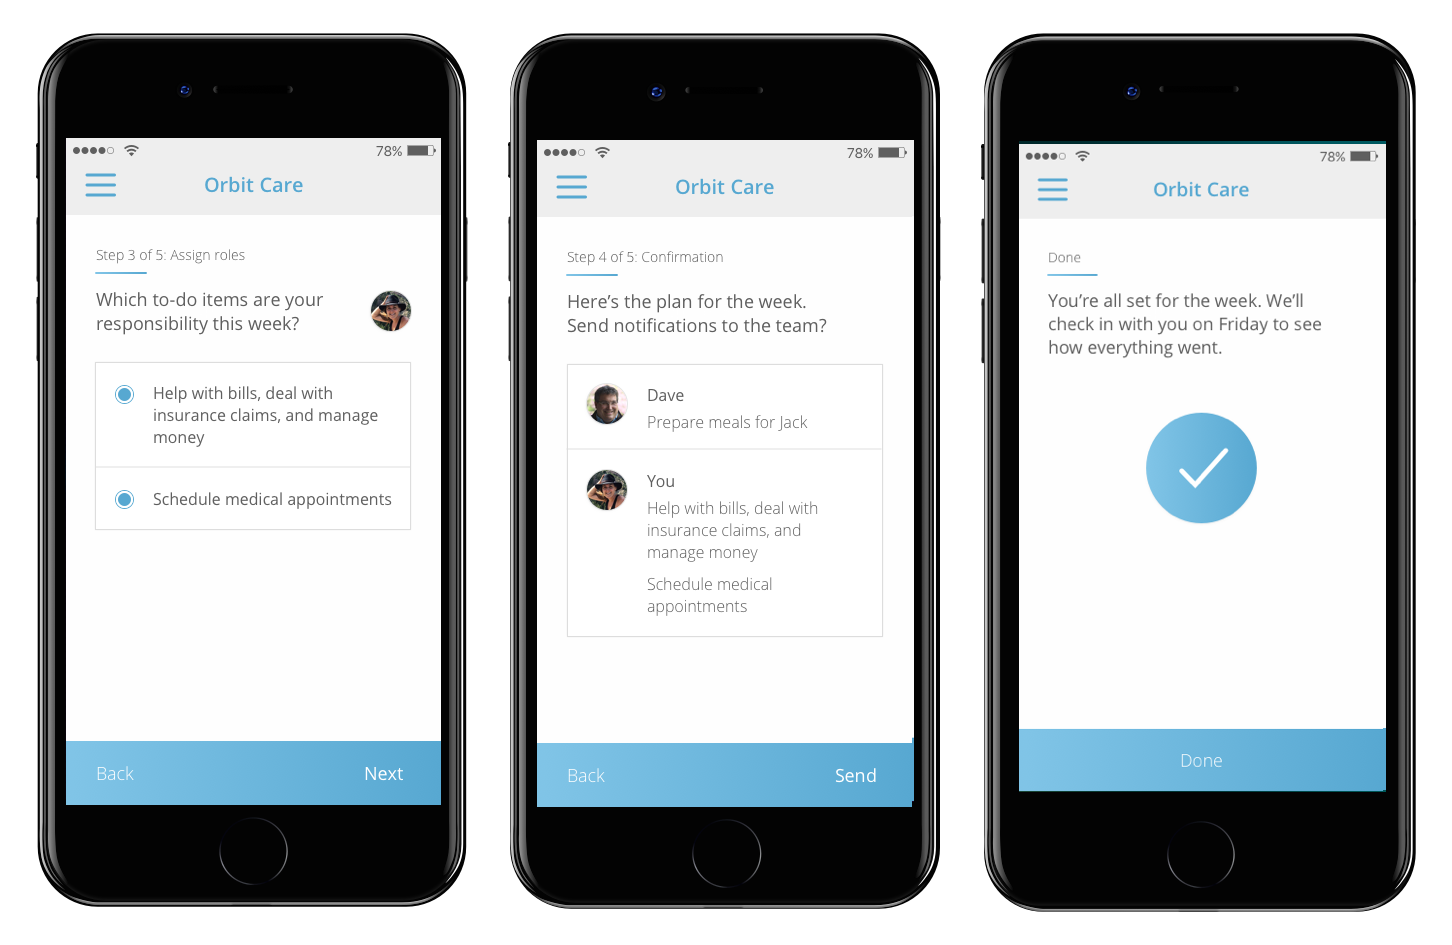 78%
Orbit Care
Step 3 of 5: Assign roles
Which to-do items are your
responsibility this week?
Help with bills, deal with
insurance claims, and manage
money
Schedule medical appointments
Back
Next
78%
Orbit Care
Step 4 of 5: Confirmation
Here’s the plan for the week.
Send notifications to the team?
Dave
Prepare meals for Jack
You
Help with bills, deal with
insurance claims, and
manage money
Schedule medical
appointments
Back
Send
78%
Orbit Care
Done
You’re all set for the week. We’ll
check in with you on Friday to see
how everything went.
Done